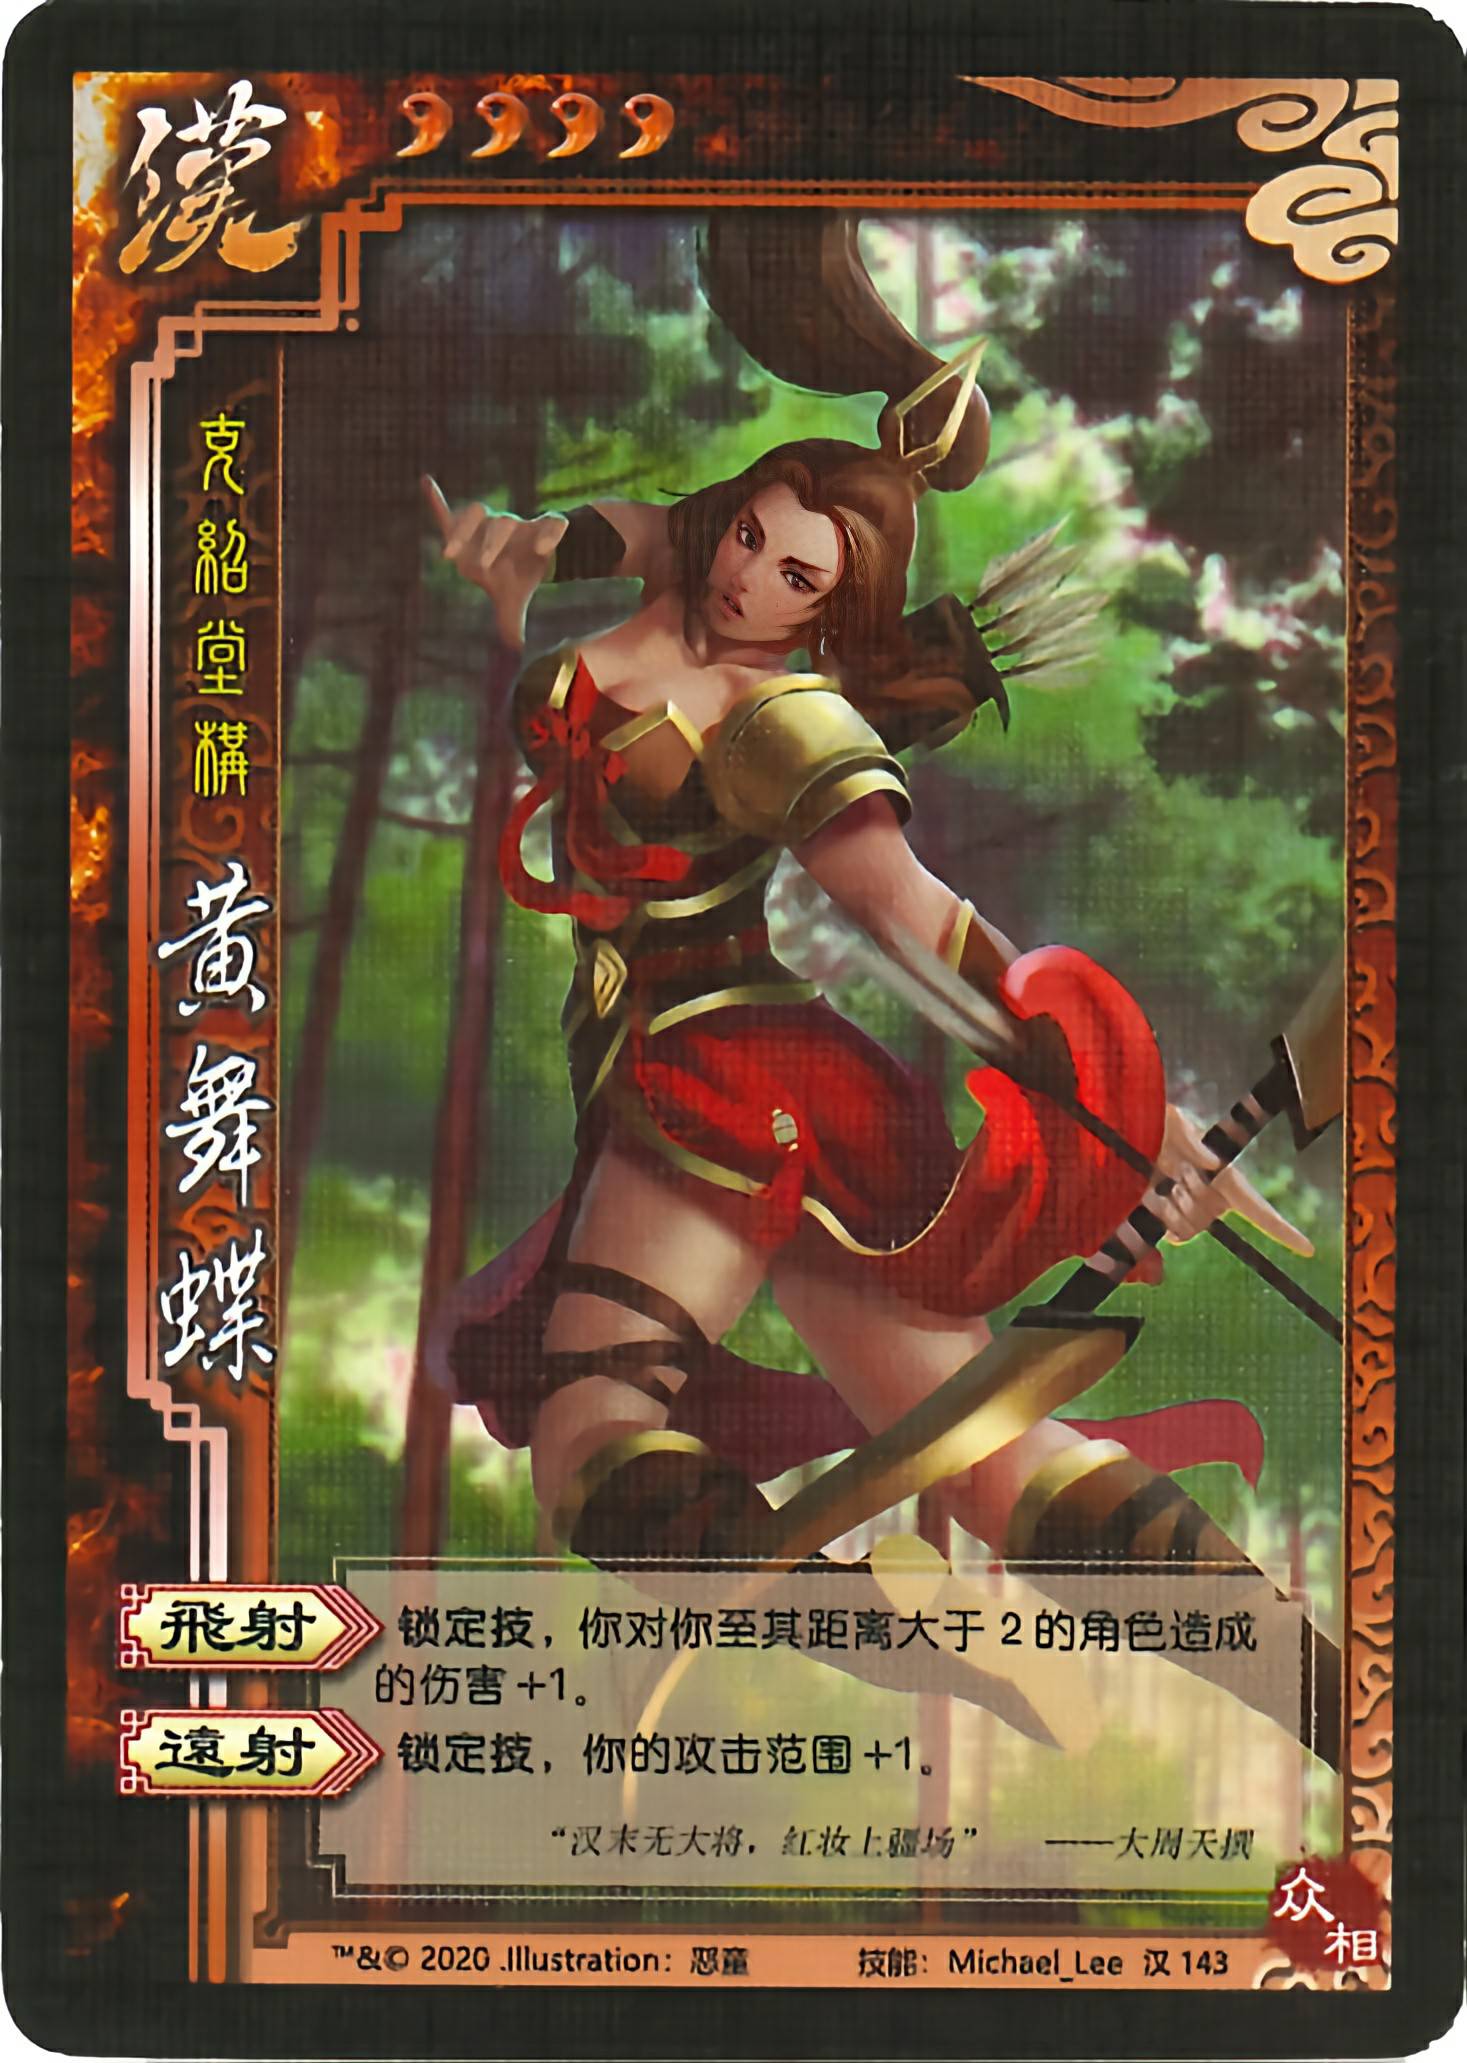 漢
克紹堂構
黃舞蝶
飛射 锁定技，你对你至其距离大于2的角色造成
的伤害+1。
遠射 锁定技，你的攻击范围+1。
“汉末无大将，红妆上疆场” ——大周天撰
众相
™&© 2020 .Illustration：恶童 技能：Michael_Lee 汉 143